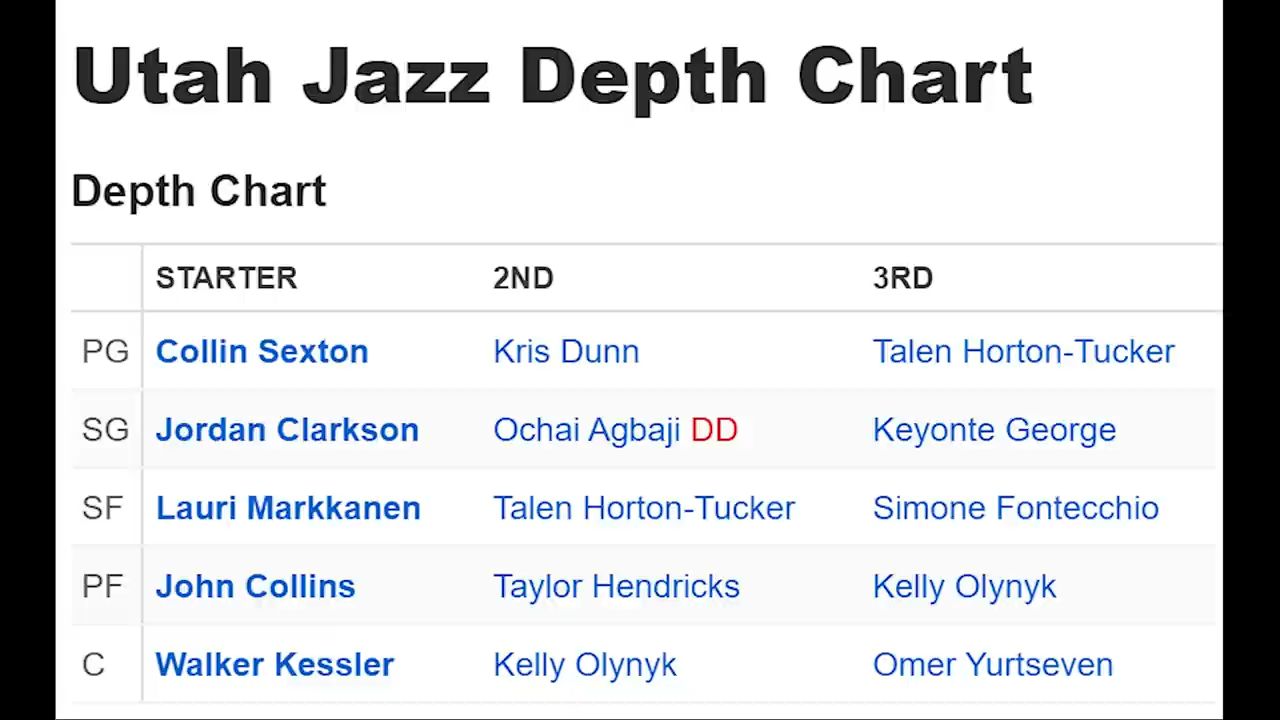 Utah Jazz Depth Chart
Depth Chart
STARTER 2ND 3RD
PG Collin Sexton Kris Dunn Talen Horton-Tucker
SG Jordan Clarkson Ochai Agbaji DD Keyonte George
SF Lauri Markkanen Talen Horton-Tucker Simone Fontecchio
PF John Collins Taylor Hendricks Kelly Olynyk
C Walker Kessler Kelly Olynyk Omer Yurtseven